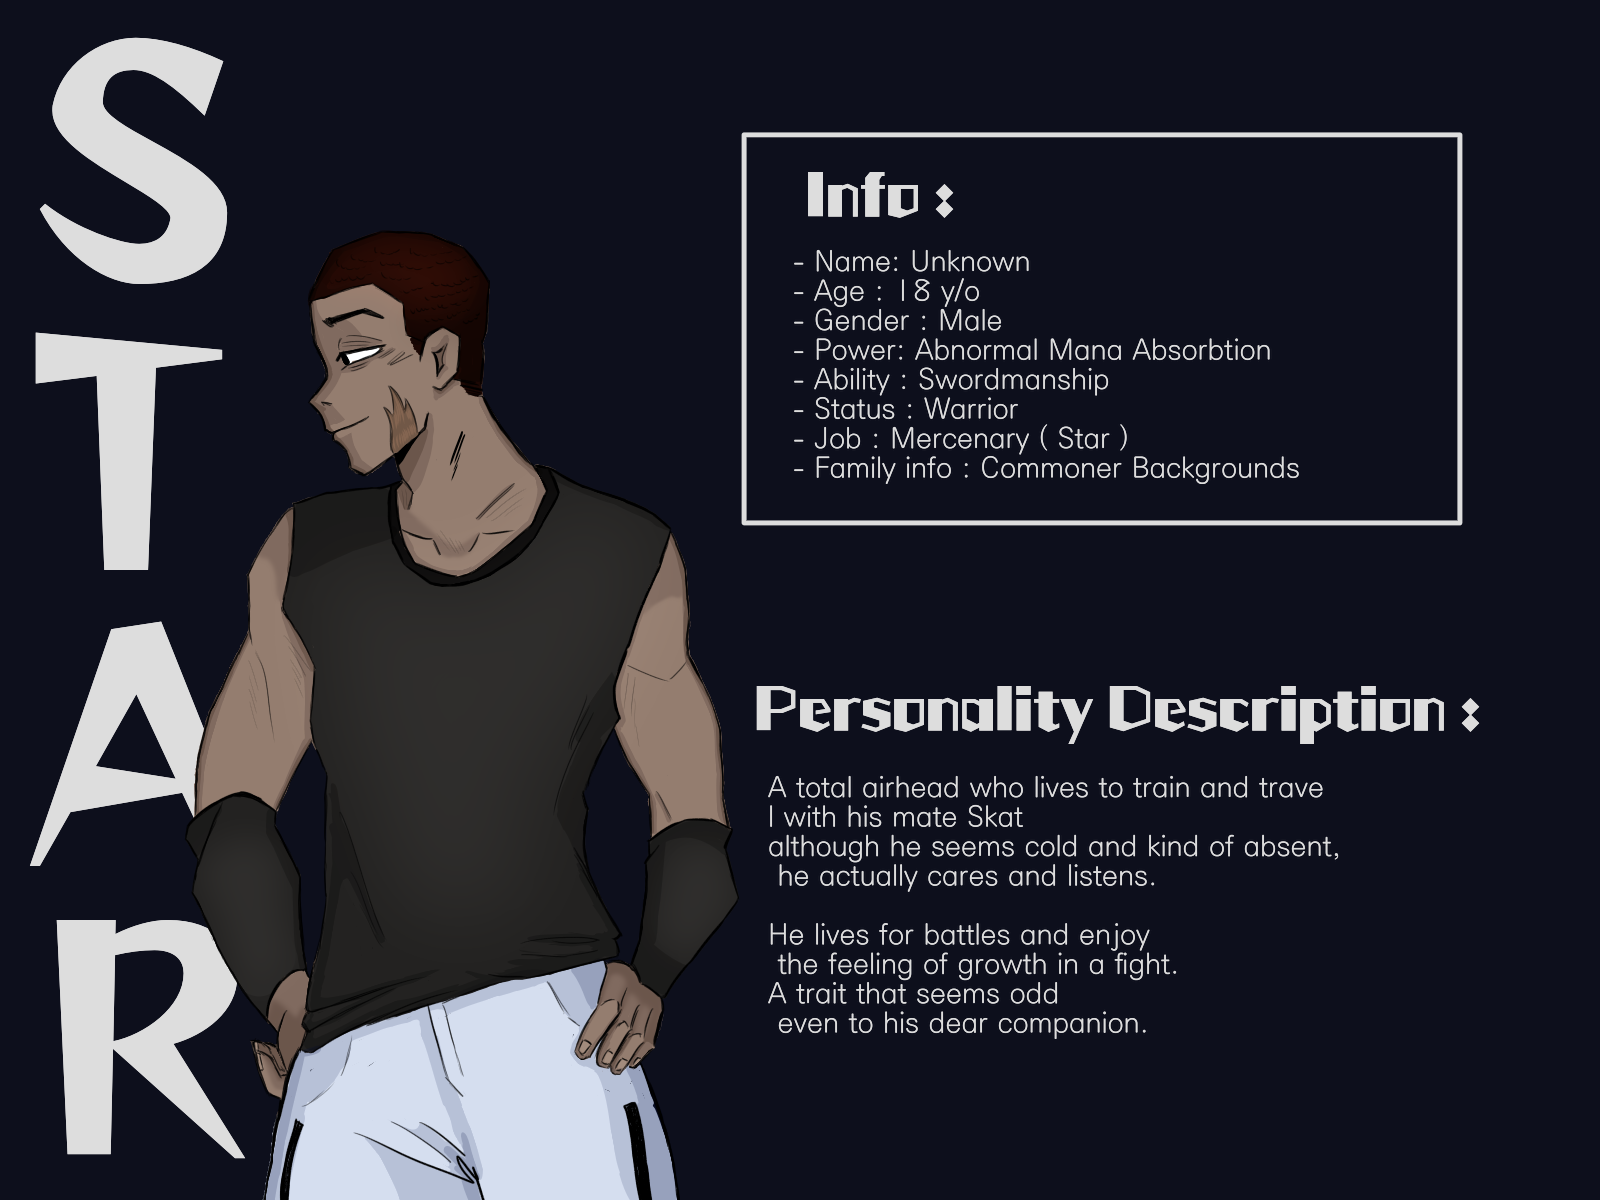 STAR
Info :
- Name: Unknown
- Age : 18 y/o
- Gender : Male
- Power: Abnormal Mana Absorbtion
- Ability : Swordmanship
- Status : Warrior
- Job : Mercenary ( Star )
- Family info : Commoner Backgrounds
Personality Description :
A total airhead who lives to train and trave
l with his mate Skat
although he seems cold and kind of absent,
he actually cares and listens.
He lives for battles and enjoy
the feeling of growth in a fight.
A trait that seems odd
even to his dear companion.